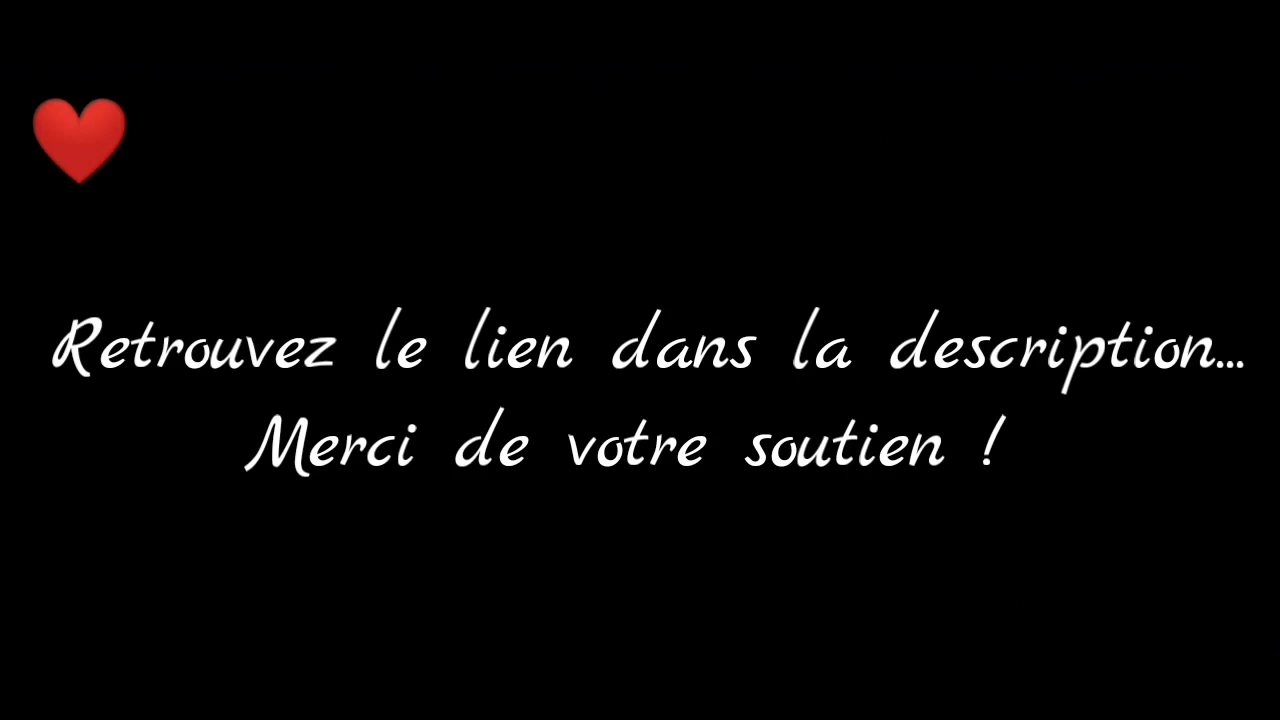 Retrouvez le lien dans la description...
Merci de votre soutien !